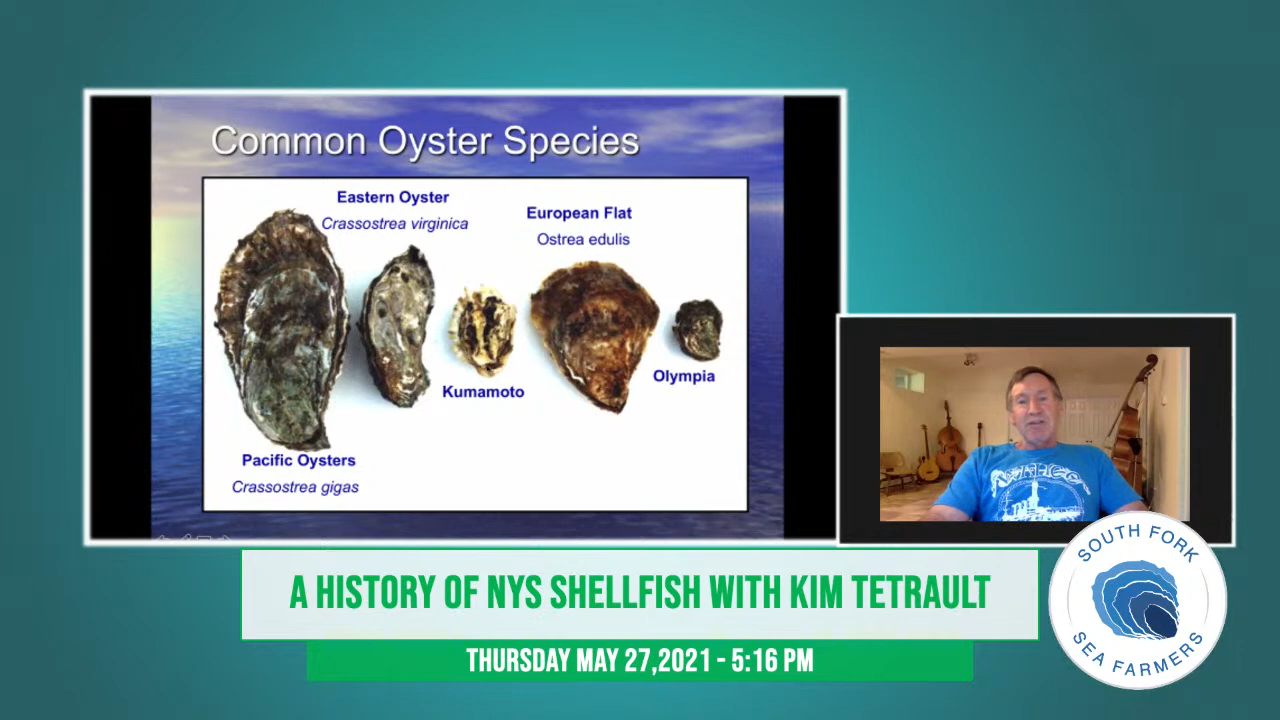 Common Oyster Species
Eastern Oyster
Crassostrea virginica
European Flat
Ostrea edulis
Kumamoto
Olympia
Pacific Oysters
Crassostrea gigas
A HISTORY OF NYS SHELLFISH WITH KIM TETRAULT
THURSDAY MAY 27,2021 - 5:16 PM
SOUTH FORK
SEA FARMERS